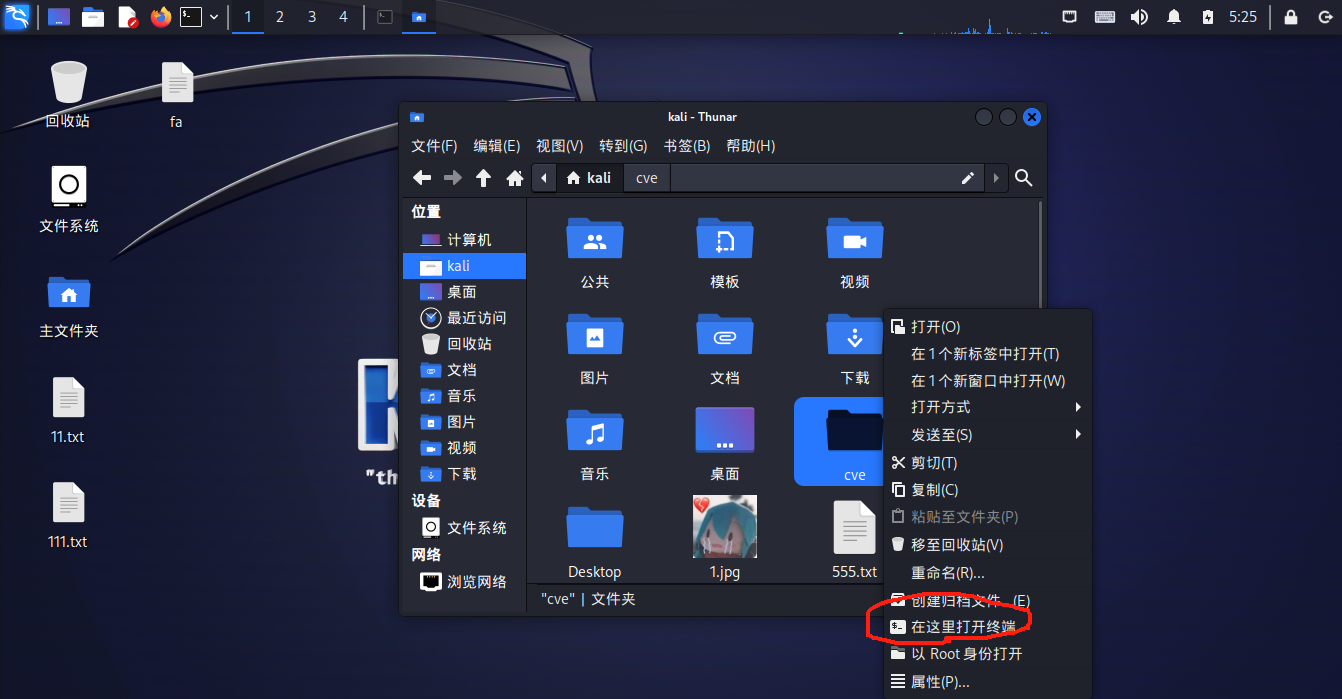 1 2 3 4 5:25
回收站
fa
文件系统
主文件夹
11.txt
111.txt
"th
kali - Thunar
文件(F) 编辑(E) 视图(V) 转到(G) 书签(B) 帮助(H)
kali cve
位置
计算机
kali
桌面
最近访问
回收站
文档
音乐
图片
视频
下载
设备
文件系统
网络
浏览网络
公共 模板 视频
图片 文档 下载
音乐 桌面 cve
Desktop 1.jpg 555.txt
"cve" | 文件夹
打开(O)
在1个新标签中打开(T)
在1个新窗口中打开(W)
打开方式
发送至(S)
剪切(T)
复制(C)
粘贴至文件夹(P)
移至回收站(V)
重命名(R)...
创建归档文件...(E)
在这里打开终端
以 Root 身份打开
属性(P)...